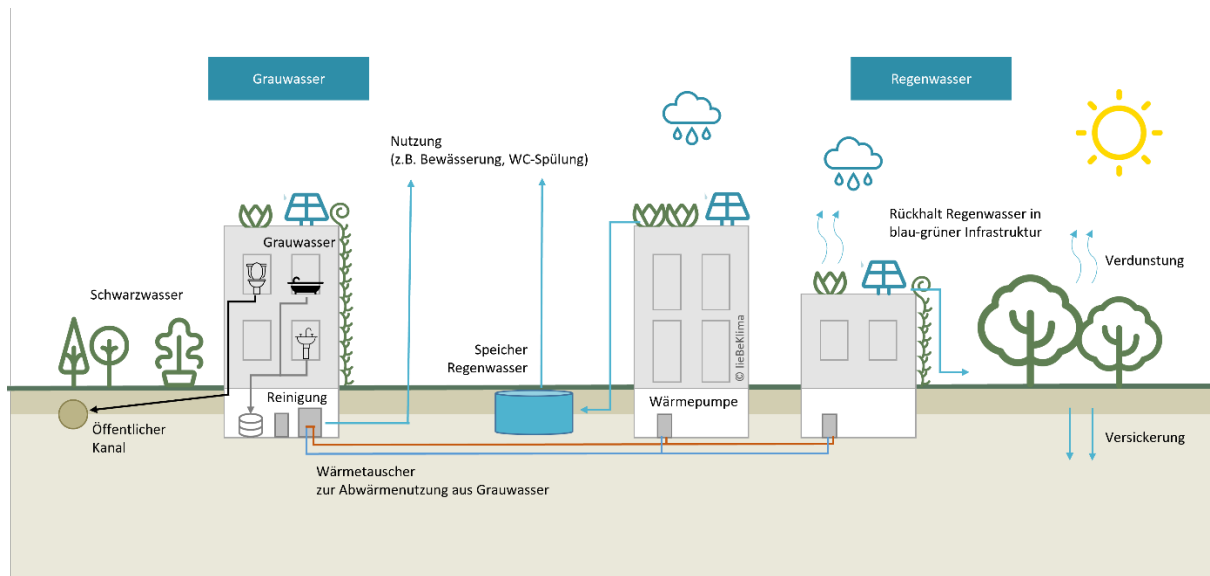 Grauwasser
Regenwasser
Nutzung
(z.B. Bewässerung, WC-Spülung)
Rückhalt Regenwasser in
blau-grüner Infrastruktur
Grauwasser
Verdunstung
Schwarzwasser
Speicher
Regenwasser
© lieBeKlima
Reinigung
Wärmepumpe
Öffentlicher
Kanal
Versickerung
Wärmetauscher
zur Abwärmenutzung aus Grauwasser